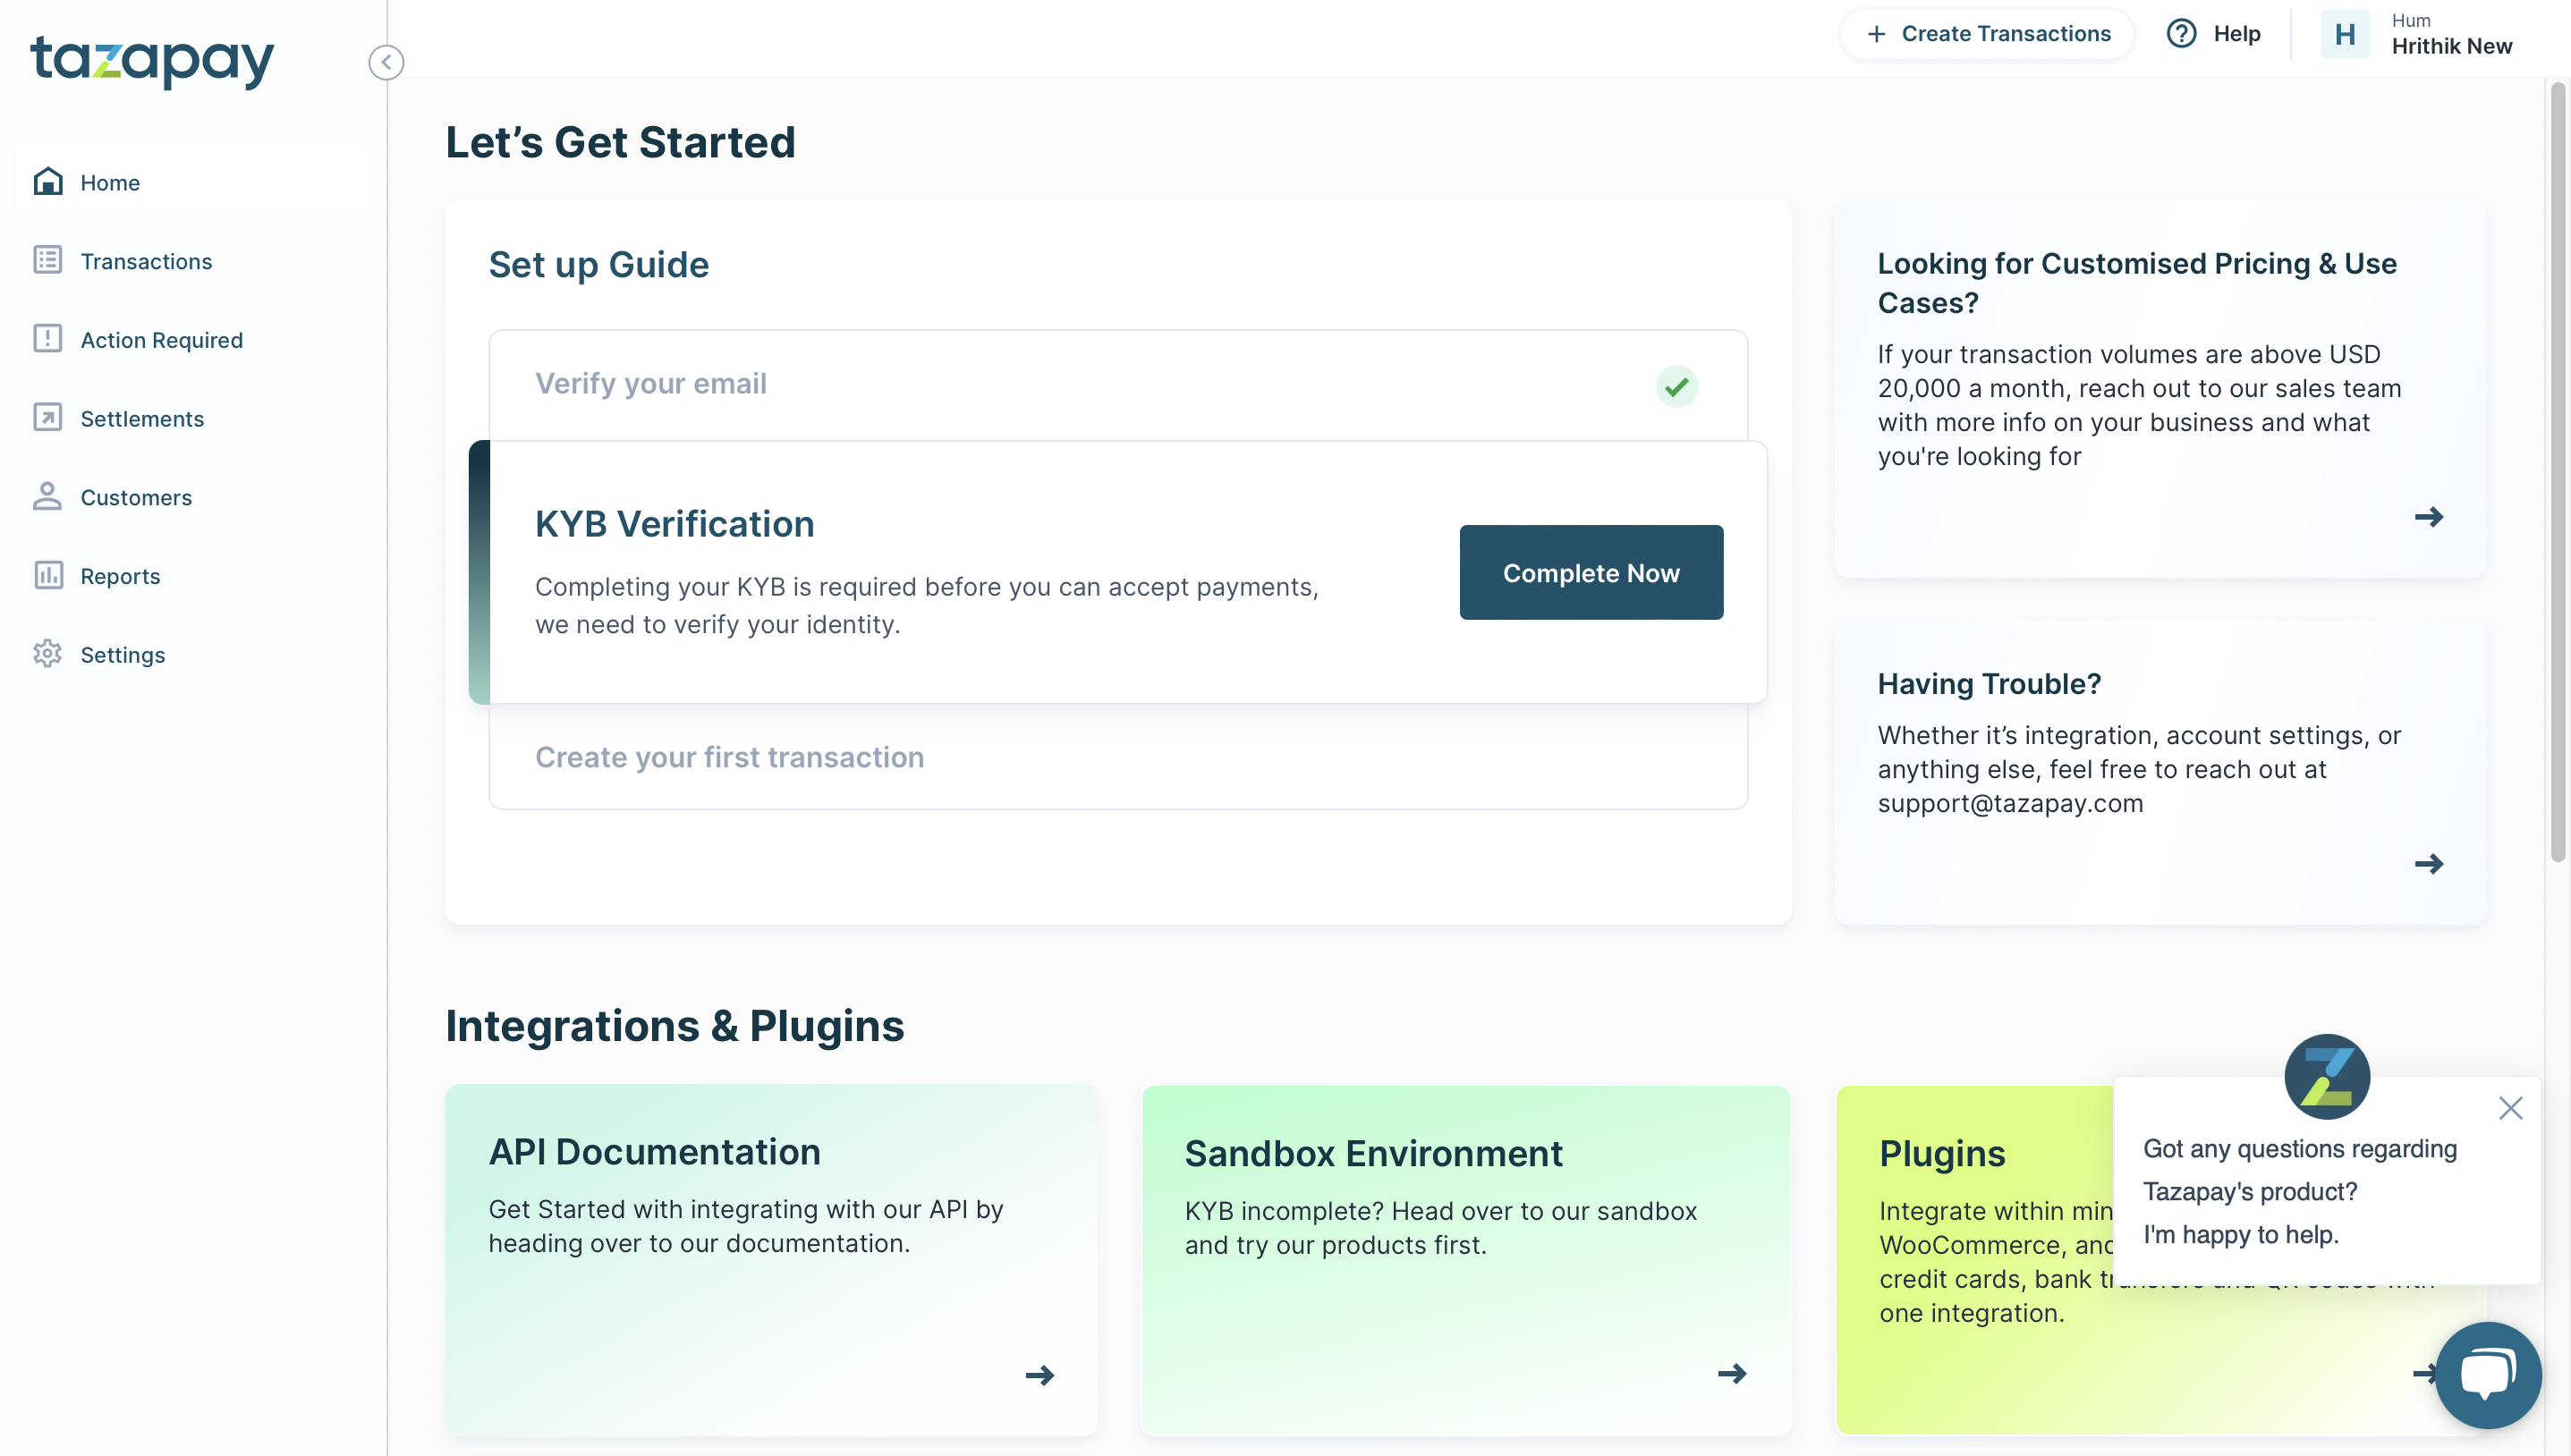 tazapay
Create Transactions
Help
H
Hum
Hrithik New
Home
Transactions
Action Required
Settlements
Customers
Reports
Settings
Let’s Get Started
Set up Guide
Verify your email
KYB Verification
Completing your KYB is required before you can accept payments,
we need to verify your identity.
Complete Now
Create your first transaction
Looking for Customised Pricing & Use
Cases?
If your transaction volumes are above USD
20,000 a month, reach out to our sales team
with more info on your business and what
you're looking for
Having Trouble?
Whether it’s integration, account settings, or
anything else, feel free to reach out at
support@tazapay.com
Integrations & Plugins
API Documentation
Get Started with integrating with our API by
heading over to our documentation.
Sandbox Environment
KYB incomplete? Head over to our sandbox
and try our products first.
Plugins
Integrate within
WooCommerce, and
credit cards, bank transfers and QR codes with
one integration.
Got any questions regarding
Tazapay's product?
I'm happy to help.